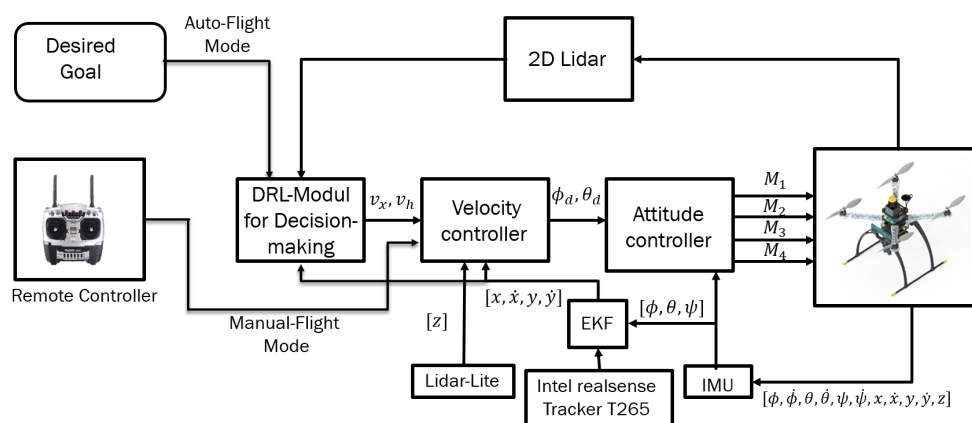 Auto-Flight
Mode
Desired
Goal
2D Lidar
DRL-Modul
for Decision-
making
v_x, v_h
Velocity
controller
ϕ_d, θ_d
Attitude
controller
M_1
M_2
M_3
M_4
Remote Controller
Manual-Flight
Mode
[z]
[x, ẋ, y, ẏ]
EKF
[ϕ, θ, ψ]
Lidar-Lite
Intel realsense
Tracker T265
IMU
[ϕ, ϕ̇, θ, θ̇, ψ, ψ̇, x, ẋ, y, ẏ, z]